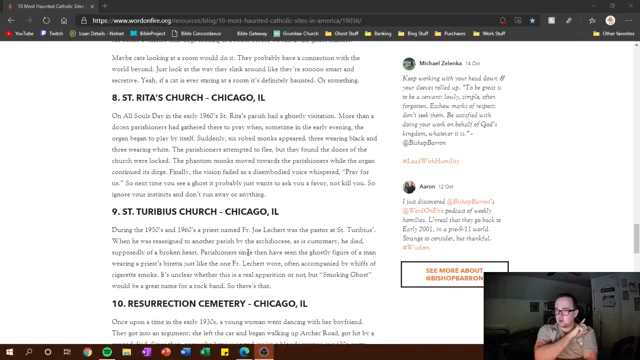 10 Most Haunted Catholic Sites in America
https://www.wordonfire.org/resources/blog/10-most-haunted-catholic-sites-in-america/19036/
YouTube
Twitch
Loan Detail
BibleProject
Bible Concordance
Grammarian
Ghost Stuff
Banking
Business
Purchases
Work
Other favorites
Maybe cats looking at a room would do it. They probably have a connection with the
world beyond. Just look at the way they slink around like they're sooooo smart and
secretive. Yeah, if a cat is ever staring at a room it's definitely haunted. Or something.
8. ST. RITA'S CHURCH – CHICAGO, IL
On All Souls Day in the early 1960's St. Rita's parish had a ghostly visitation. More than a
dozen parishioners had gathered there to pray when, sometime in the early evening, the
organ began to play by itself. Suddenly, six robed monks appeared, three wearing black and
three wearing white. The parishioners attempted to flee, but they found the doors of the
church were locked. The phantom monks moved towards the parishioners while the organ
continued its dirge. Finally, the vision faded as a disembodied voice whispered, "Pray for
us." So next time you see a ghost it probably just wants to ask you a favor, not kill you. So
ignore your instincts and don't run away or anything.
9. ST. TURIBIUS CHURCH – CHICAGO, IL
During the 1950's and 1960's a priest named Fr. Joe Lechert was the pastor at St. Turibius'.
When he was reassigned to another parish by the archdiocese, as is customary, he died,
supposedly of a broken heart. Parishioners since then have seen the ghostly figure of a man
wearing a priest's biretta just like the one Fr. Lechert wore, often accompanied by whiffs of
cigarette smoke. It is unclear whether this is a real apparition or not but "Smoking Ghost"
would be a great name for a rock band. So there's that.
10. RESURRECTION CEMETERY – CHICAGO, IL
Once upon a time in the early 1930s, a young woman went dancing with her boyfriend.
They got into an argument; she left the car and began walking up Archer Road, got hit by a
Michael Zelenka 14 Oct
Keep working with your head down &
your sleeves rolled up. "To be great is
to be a servant: lowly, simple, often
forgotten. Eschew marks of respect:
don't seek them. Be satisfied with
doing your work on behalf of God's
kingdom, whatever it is." -
@BishopBarron
#LeadWithHumility
Aaron 12 Oct
I just discovered @BishopBarron's
@WordOnFire podcast of weekly
homilies. Unreal they go back to Early
2001, in a pre-9/11 world.
Strange to consider, but thankful.
#Wisdom
SEE MORE ABOUT
@BISHOPBARRON